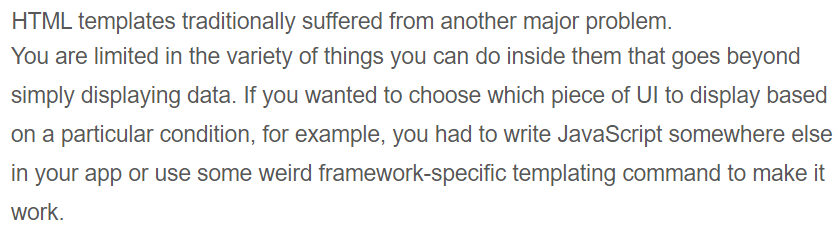 HTML templates traditionally suffered from another major problem.
You are limited in the variety of things you can do inside them that goes beyond
simply displaying data. If you wanted to choose which piece of UI to display based
on a particular condition, for example, you had to write JavaScript somewhere else
in your app or use some weird framework-specific templating command to make it
work.